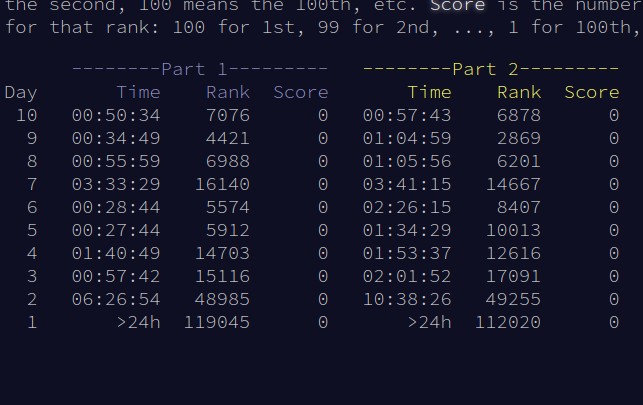 the second, 100 means the 100th, etc. Score is the number
for that rank: 100 for 1st, 99 for 2nd, ..., 1 for 100th,
--------Part 1--------- --------Part 2---------
Day Time Rank Score Time Rank Score
10 00:50:34 7076 0 00:57:43 6878 0
9 00:34:49 4421 0 01:04:59 2869 0
8 00:55:59 6988 0 01:05:56 6201 0
7 03:33:29 16140 0 03:41:15 14667 0
6 00:28:44 5574 0 02:26:15 8407 0
5 00:27:44 5912 0 01:34:29 10013 0
4 01:40:49 14703 0 01:53:37 12616 0
3 00:57:42 15116 0 02:01:52 17091 0
2 06:26:54 48985 0 10:38:26 49255 0
1 >24h 119045 0 >24h 112020 0